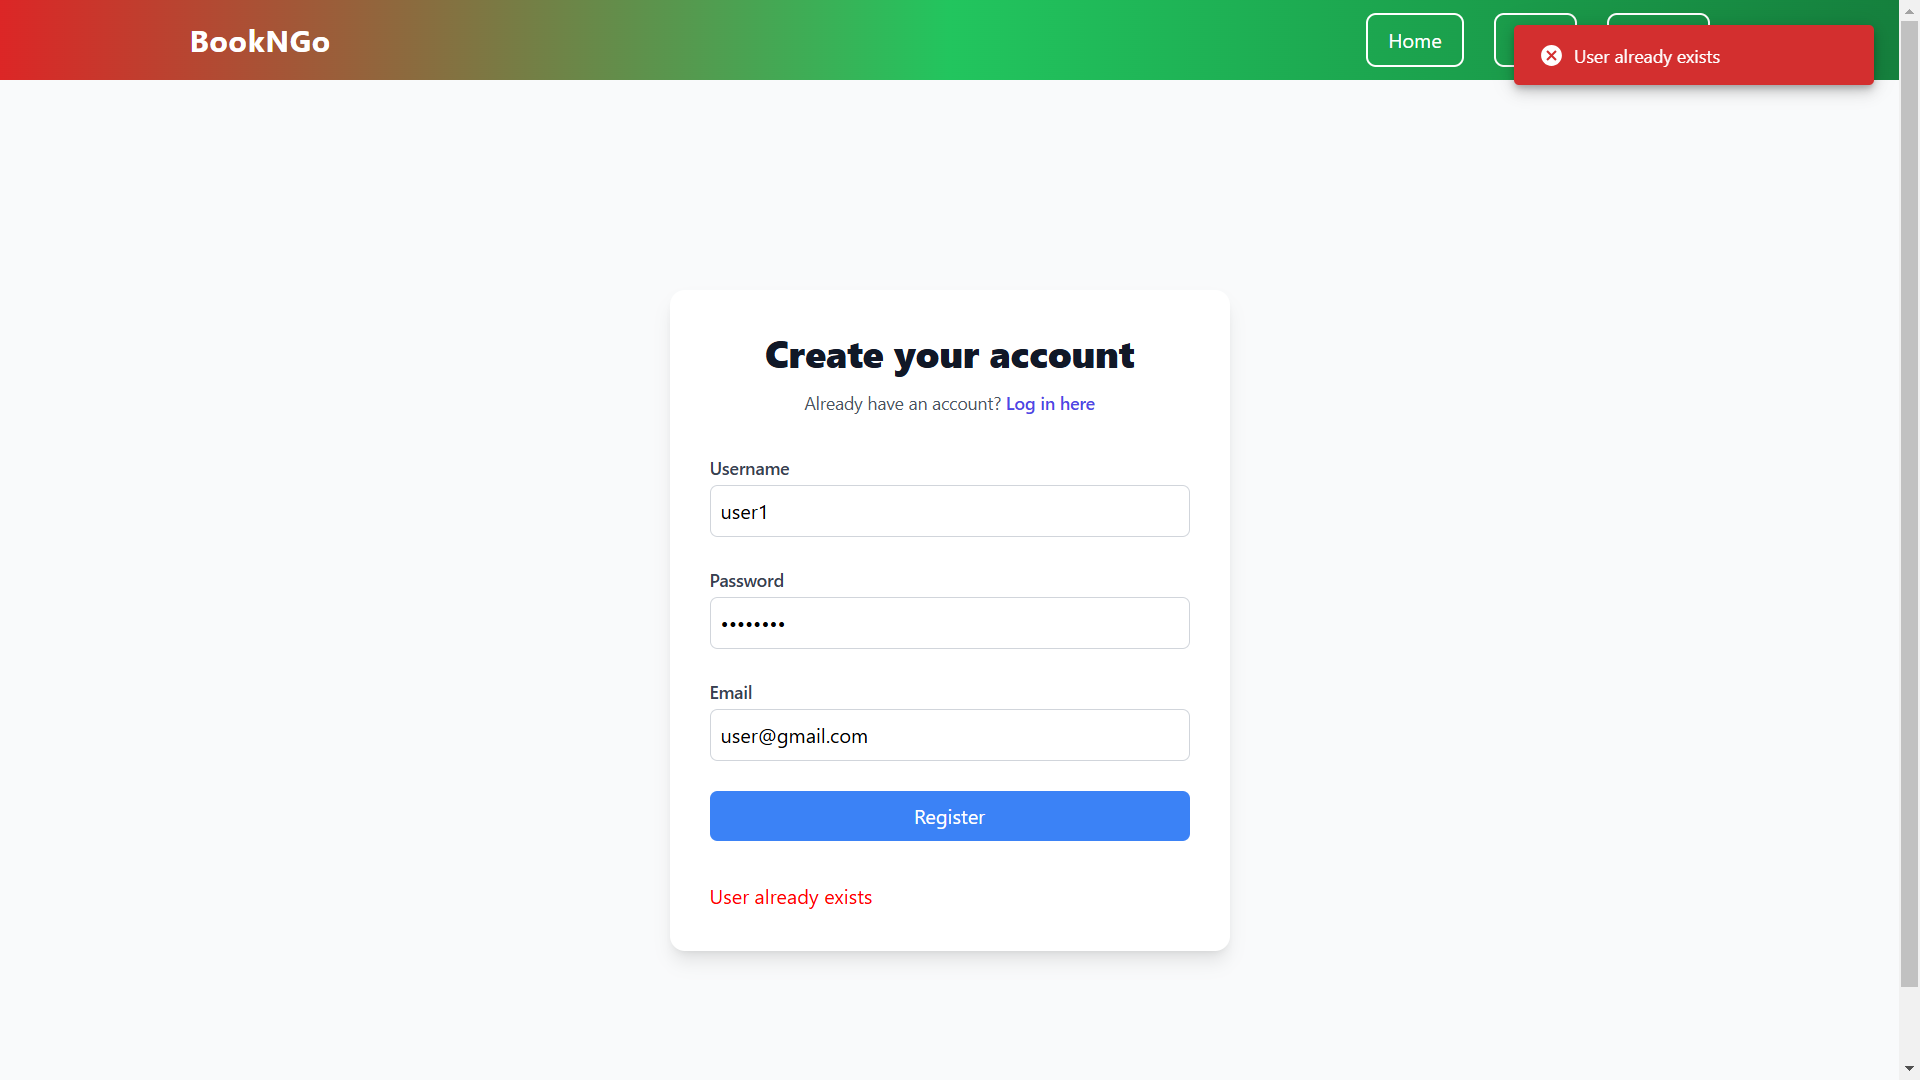 BookNGo
Home
User already exists
Create your account
Already have an account? Log in here
Username
user1
Password
••••••••
Email
user@gmail.com
Register
User already exists